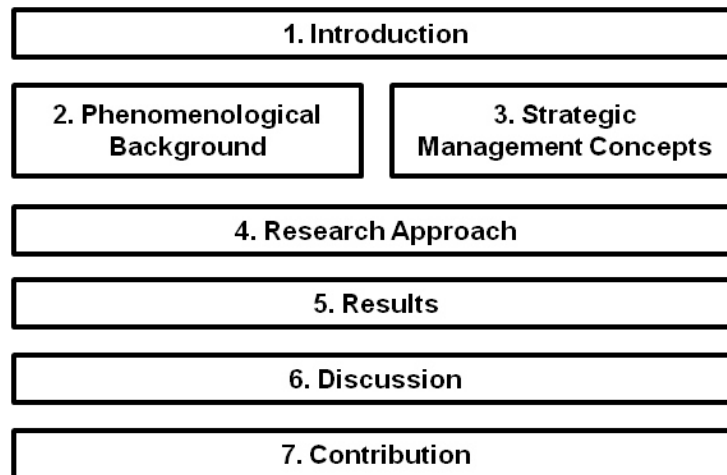 1. Introduction
2. Phenomenological
Background
3. Strategic
Management Concepts
4. Research Approach
5. Results
6. Discussion
7. Contribution